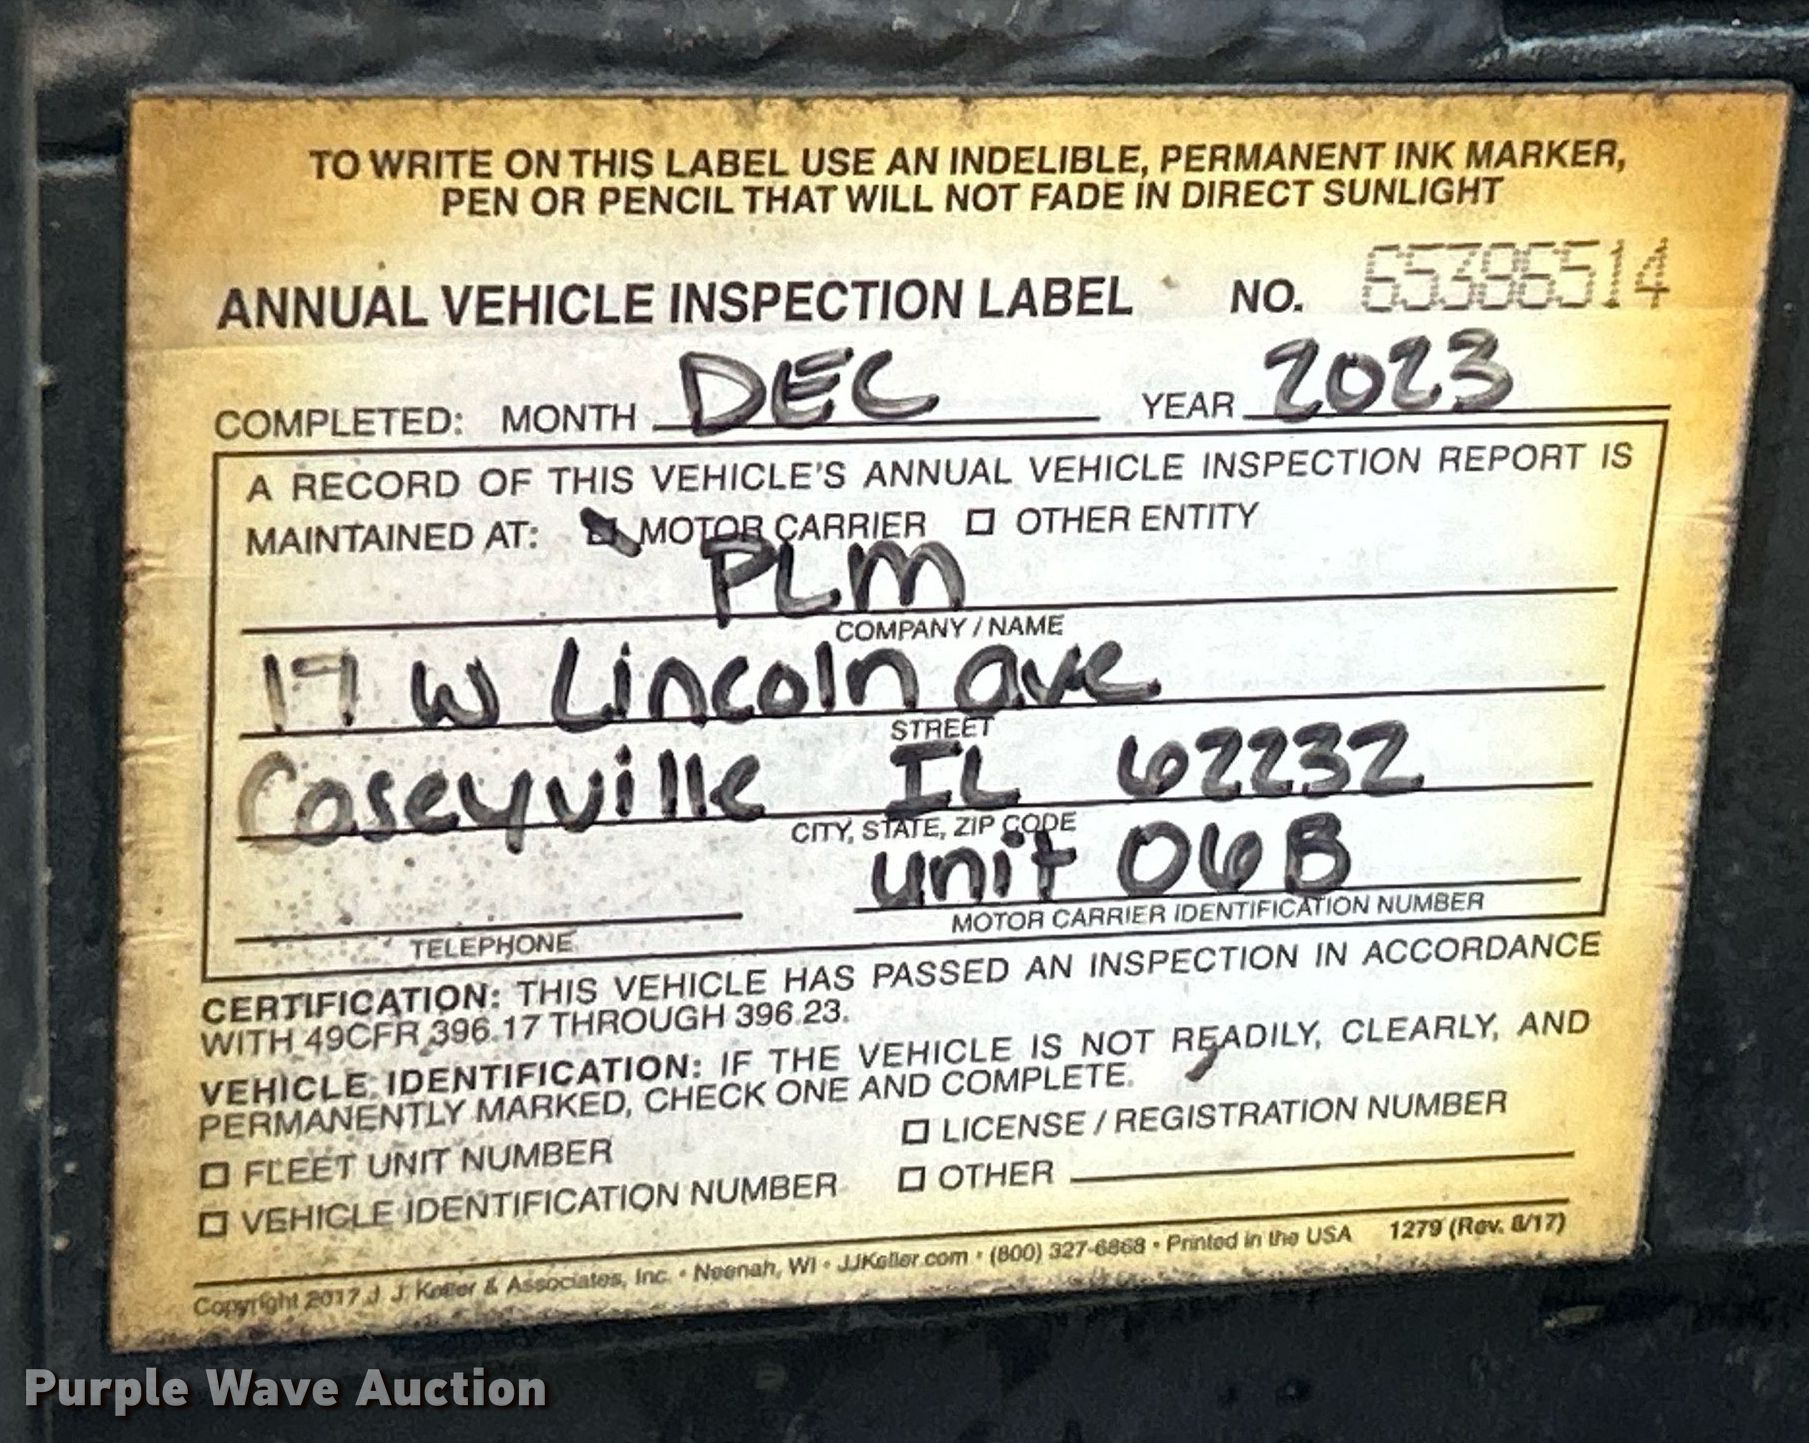 TO WRITE ON THIS LABEL USE AN INDELIBLE, PERMANENT INK MARKER,
PEN OR PENCIL THAT WILL NOT FADE IN DIRECT SUNLIGHT
ANNUAL VEHICLE INSPECTION LABEL NO. 65386514
COMPLETED: MONTH DEC YEAR 2023
A RECORD OF THIS VEHICLE'S ANNUAL VEHICLE INSPECTION REPORT IS
MAINTAINED AT: MOTOR CARRIER □ OTHER ENTITY
PLM
COMPANY / NAME
17 W Lincoln ave
STREET
Caseyville IL 62232
CITY, STATE, ZIP CODE
unit 06B
TELEPHONE MOTOR CARRIER IDENTIFICATION NUMBER
CERTIFICATION: THIS VEHICLE HAS PASSED AN INSPECTION IN ACCORDANCE
WITH 49CFR 396.17 THROUGH 396.23.
VEHICLE IDENTIFICATION: IF THE VEHICLE IS NOT READILY, CLEARLY, AND
PERMANENTLY MARKED, CHECK ONE AND COMPLETE.
□ FLEET UNIT NUMBER □ LICENSE / REGISTRATION NUMBER
□ VEHICLE IDENTIFICATION NUMBER □ OTHER
Copyright 2017 J. J. Keller & Associates, Inc. • Neenah, WI • JJKeller.com • (800) 327-6868 • Printed in the USA 1279 (Rev. 8/17)
Purple Wave Auction